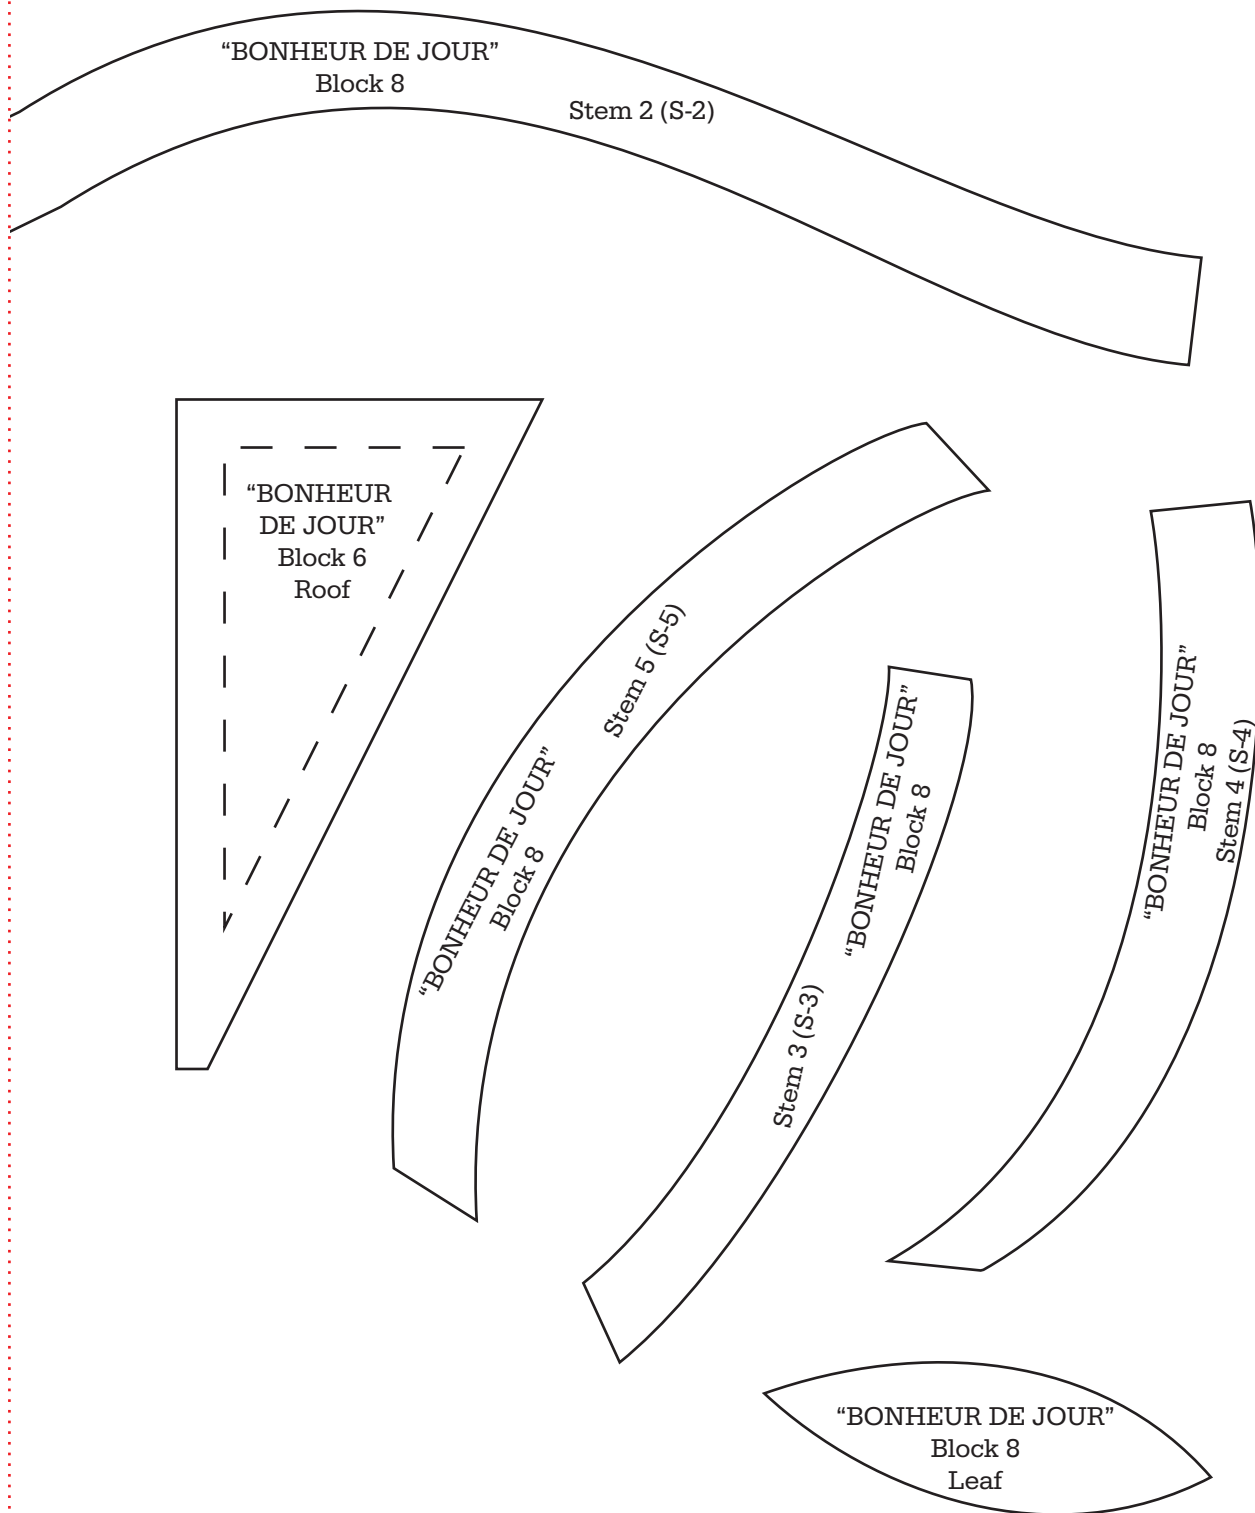 “BONHEUR DE JOUR”
Block 8
Stem 2 (S-2)
“BONHEUR
DE JOUR”
Block 6
Roof
“BONHEUR DE JOUR”
Block 8
Stem 5 (S-5)
“BONHEUR DE JOUR”
Block 8
Stem 3 (S-3)
“BONHEUR DE JOUR”
Block 8
Stem 4 (S-4)
“BONHEUR DE JOUR”
Block 8
Leaf